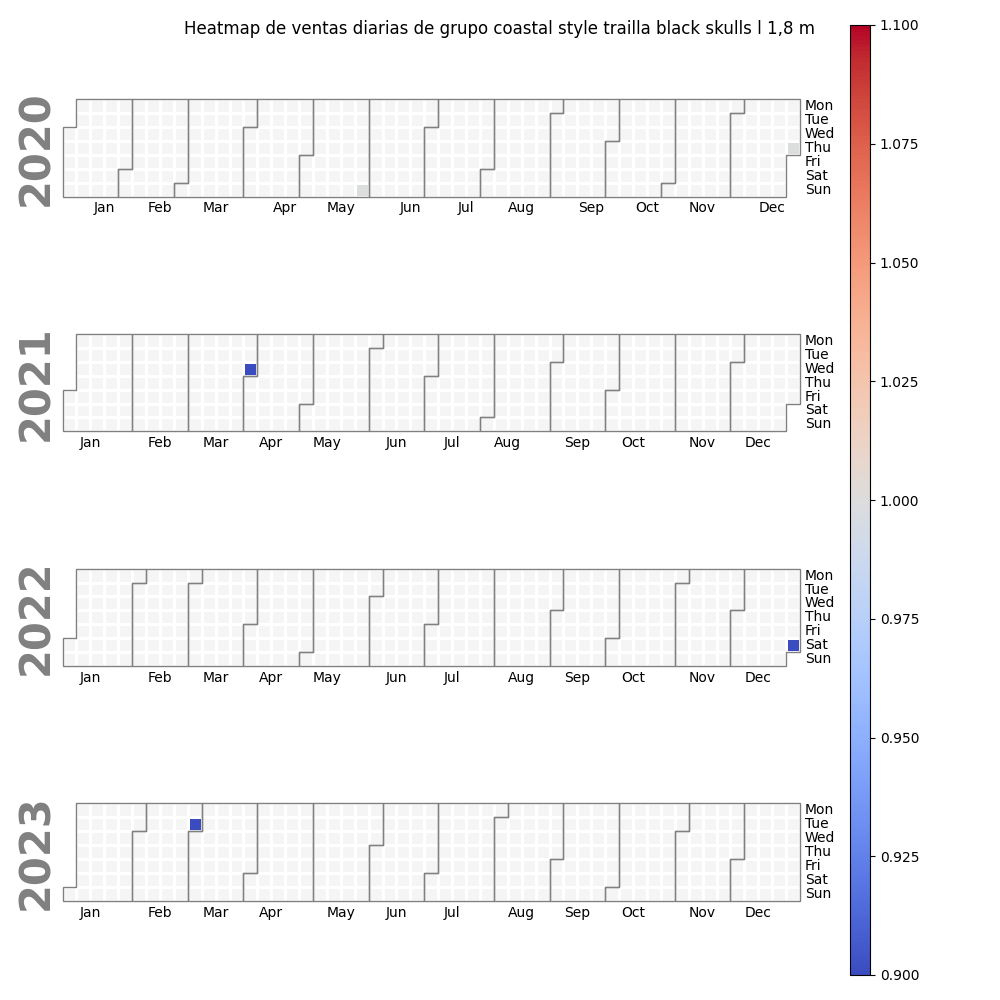 Heatmap de ventas diarias de grupo coastal style trailla black skulls l 1,8 m
2020
Mon
Tue
Wed
Thu
Fri
Sat
Sun
Jan Feb Mar Apr May Jun Jul Aug Sep Oct Nov Dec
2021
Mon
Tue
Wed
Thu
Fri
Sat
Sun
Jan Feb Mar Apr May Jun Jul Aug Sep Oct Nov Dec
2022
Mon
Tue
Wed
Thu
Fri
Sat
Sun
Jan Feb Mar Apr May Jun Jul Aug Sep Oct Nov Dec
2023
Mon
Tue
Wed
Thu
Fri
Sat
Sun
Jan Feb Mar Apr May Jun Jul Aug Sep Oct Nov Dec
1.100
1.075
1.050
1.025
1.000
0.975
0.950
0.925
0.900